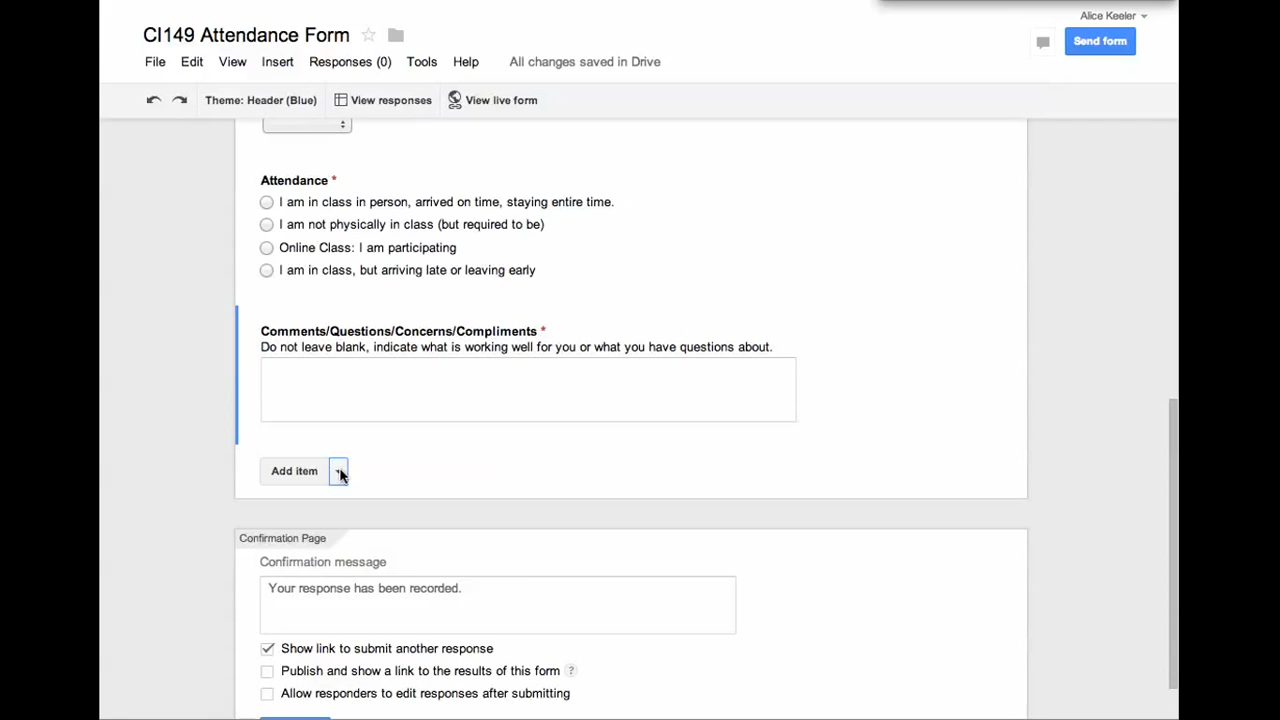 Alice Keeler
CI149 Attendance Form
Send form
File Edit View Insert Responses (0) Tools Help All changes saved in Drive
Theme: Header (Blue) View responses View live form
Attendance *
I am in class in person, arrived on time, staying entire time.
I am not physically in class (but required to be)
Online Class: I am participating
I am in class, but arriving late or leaving early
Comments/Questions/Concerns/Compliments *
Do not leave blank, indicate what is working well for you or what you have questions about.
Add item
Confirmation Page
Confirmation message
Your response has been recorded.
Show link to submit another response
Publish and show a link to the results of this form ?
Allow responders to edit responses after submitting